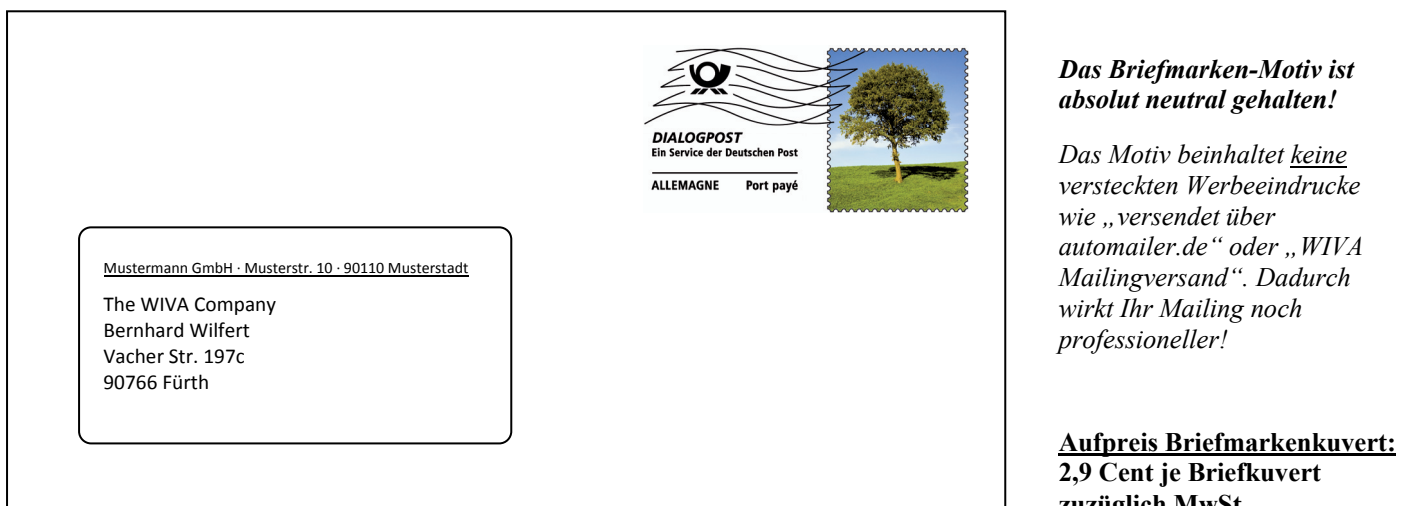 DIALOGPOST
Ein Service der Deutschen Post
ALLEMAGNE Port payé
Mustermann GmbH · Musterstr. 10 · 90110 Musterstadt
The WIVA Company
Bernhard Wilfert
Vacher Str. 197c
90766 Fürth
Das Briefmarken-Motiv ist
absolut neutral gehalten!
Das Motiv beinhaltet keine
versteckten Werbeeindrucke
wie „versendet über
automailer.de“ oder „WIVA
Mailingversand“. Dadurch
wirkt Ihr Mailing noch
professioneller!
Aufpreis Briefmarkenkuvert:
2,9 Cent je Briefkuvert
zuzüglich MwSt